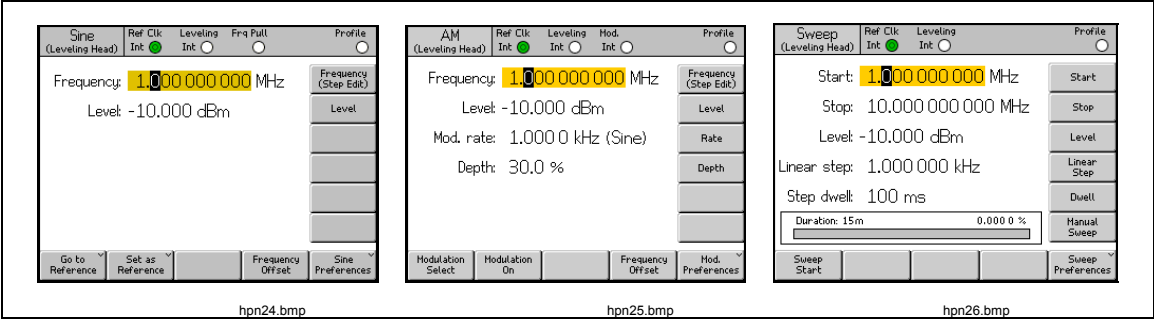 Sine
(Leveling Head)
Ref Clk Leveling Frq Pull
Int Int
Profile
Frequency: 1.000 000 000 MHz
Level: -10.000 dBm
Frequency
(Step Edit)
Level
Go to
Reference
Set as
Reference
Frequency
Offset
Sine
Preferences
hpn24.bmp
AM
(Leveling Head)
Ref Clk Leveling Mod.
Int Int Int
Profile
Frequency: 1.000 000 000 MHz
Level: -10.000 dBm
Mod. rate: 1.000 0 kHz (Sine)
Depth: 30.0 %
Frequency
(Step Edit)
Level
Rate
Depth
Modulation
Select
Modulation
On
Frequency
Offset
Mod.
Preferences
hpn25.bmp
Sweep
(Leveling Head)
Ref Clk Leveling
Int Int
Profile
Start: 1.000 000 000 MHz
Stop: 10.000 000 000 MHz
Level: -10.000 dBm
Linear step: 1.000 000 kHz
Step dwell: 100 ms
Duration: 15m 0.000 0 %
Start
Stop
Level
Linear
Step
Dwell
Manual
Sweep
Sweep
Start
Sweep
Preferences
hpn26.bmp